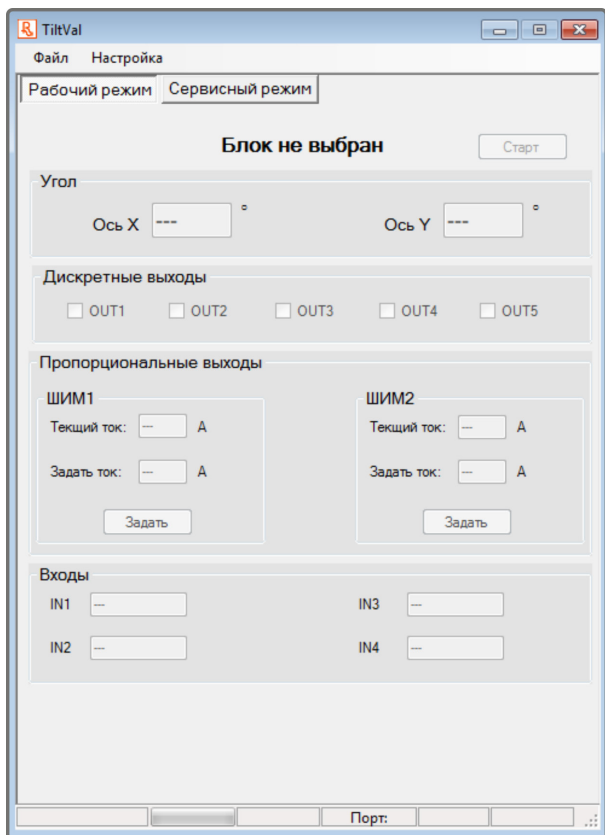 TiltVal
Файл Настройка
Рабочий режим Сервисный режим
Блок не выбран Старт
Угол
Ось X --- ° Ось Y --- °
Дискретные выходы
OUT1 OUT2 OUT3 OUT4 OUT5
Пропорциональные выходы
ШИМ1 ШИМ2
Текщий ток: --- А Текщий ток: --- А
Задать ток: --- А Задать ток: --- А
Задать Задать
Входы
IN1 --- IN3 ---
IN2 --- IN4 ---
Порт: